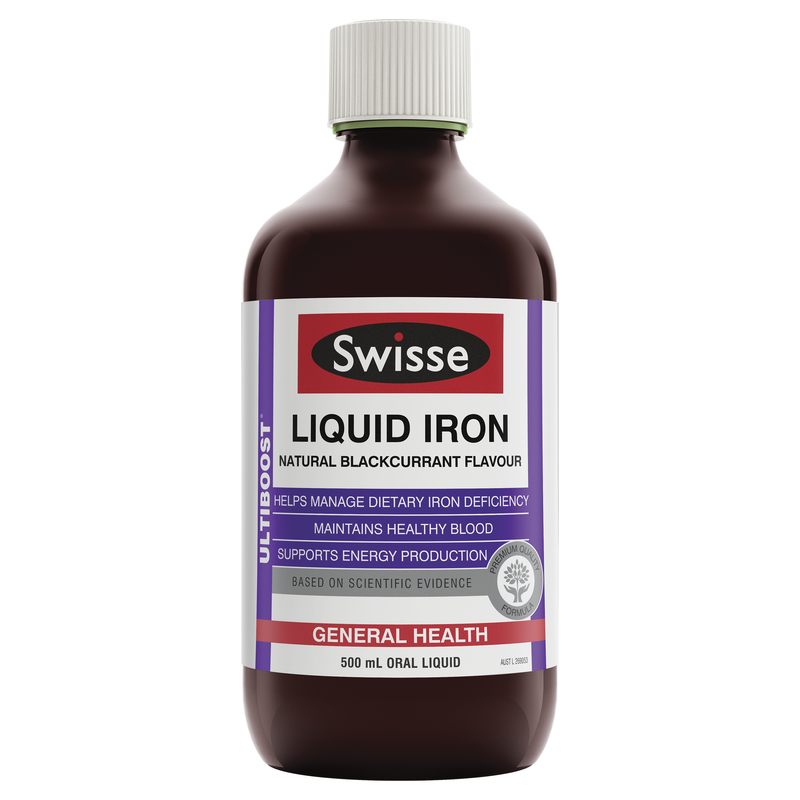 Swisse
LIQUID IRON
NATURAL BLACKCURRANT FLAVOUR
ULTIBOOST®
HELPS MANAGE DIETARY IRON DEFICIENCY
MAINTAINS HEALTHY BLOOD
SUPPORTS ENERGY PRODUCTION
BASED ON SCIENTIFIC EVIDENCE
PREMIUM QUALITY
FORMULA
GENERAL HEALTH
500 mL ORAL LIQUID
AUST L